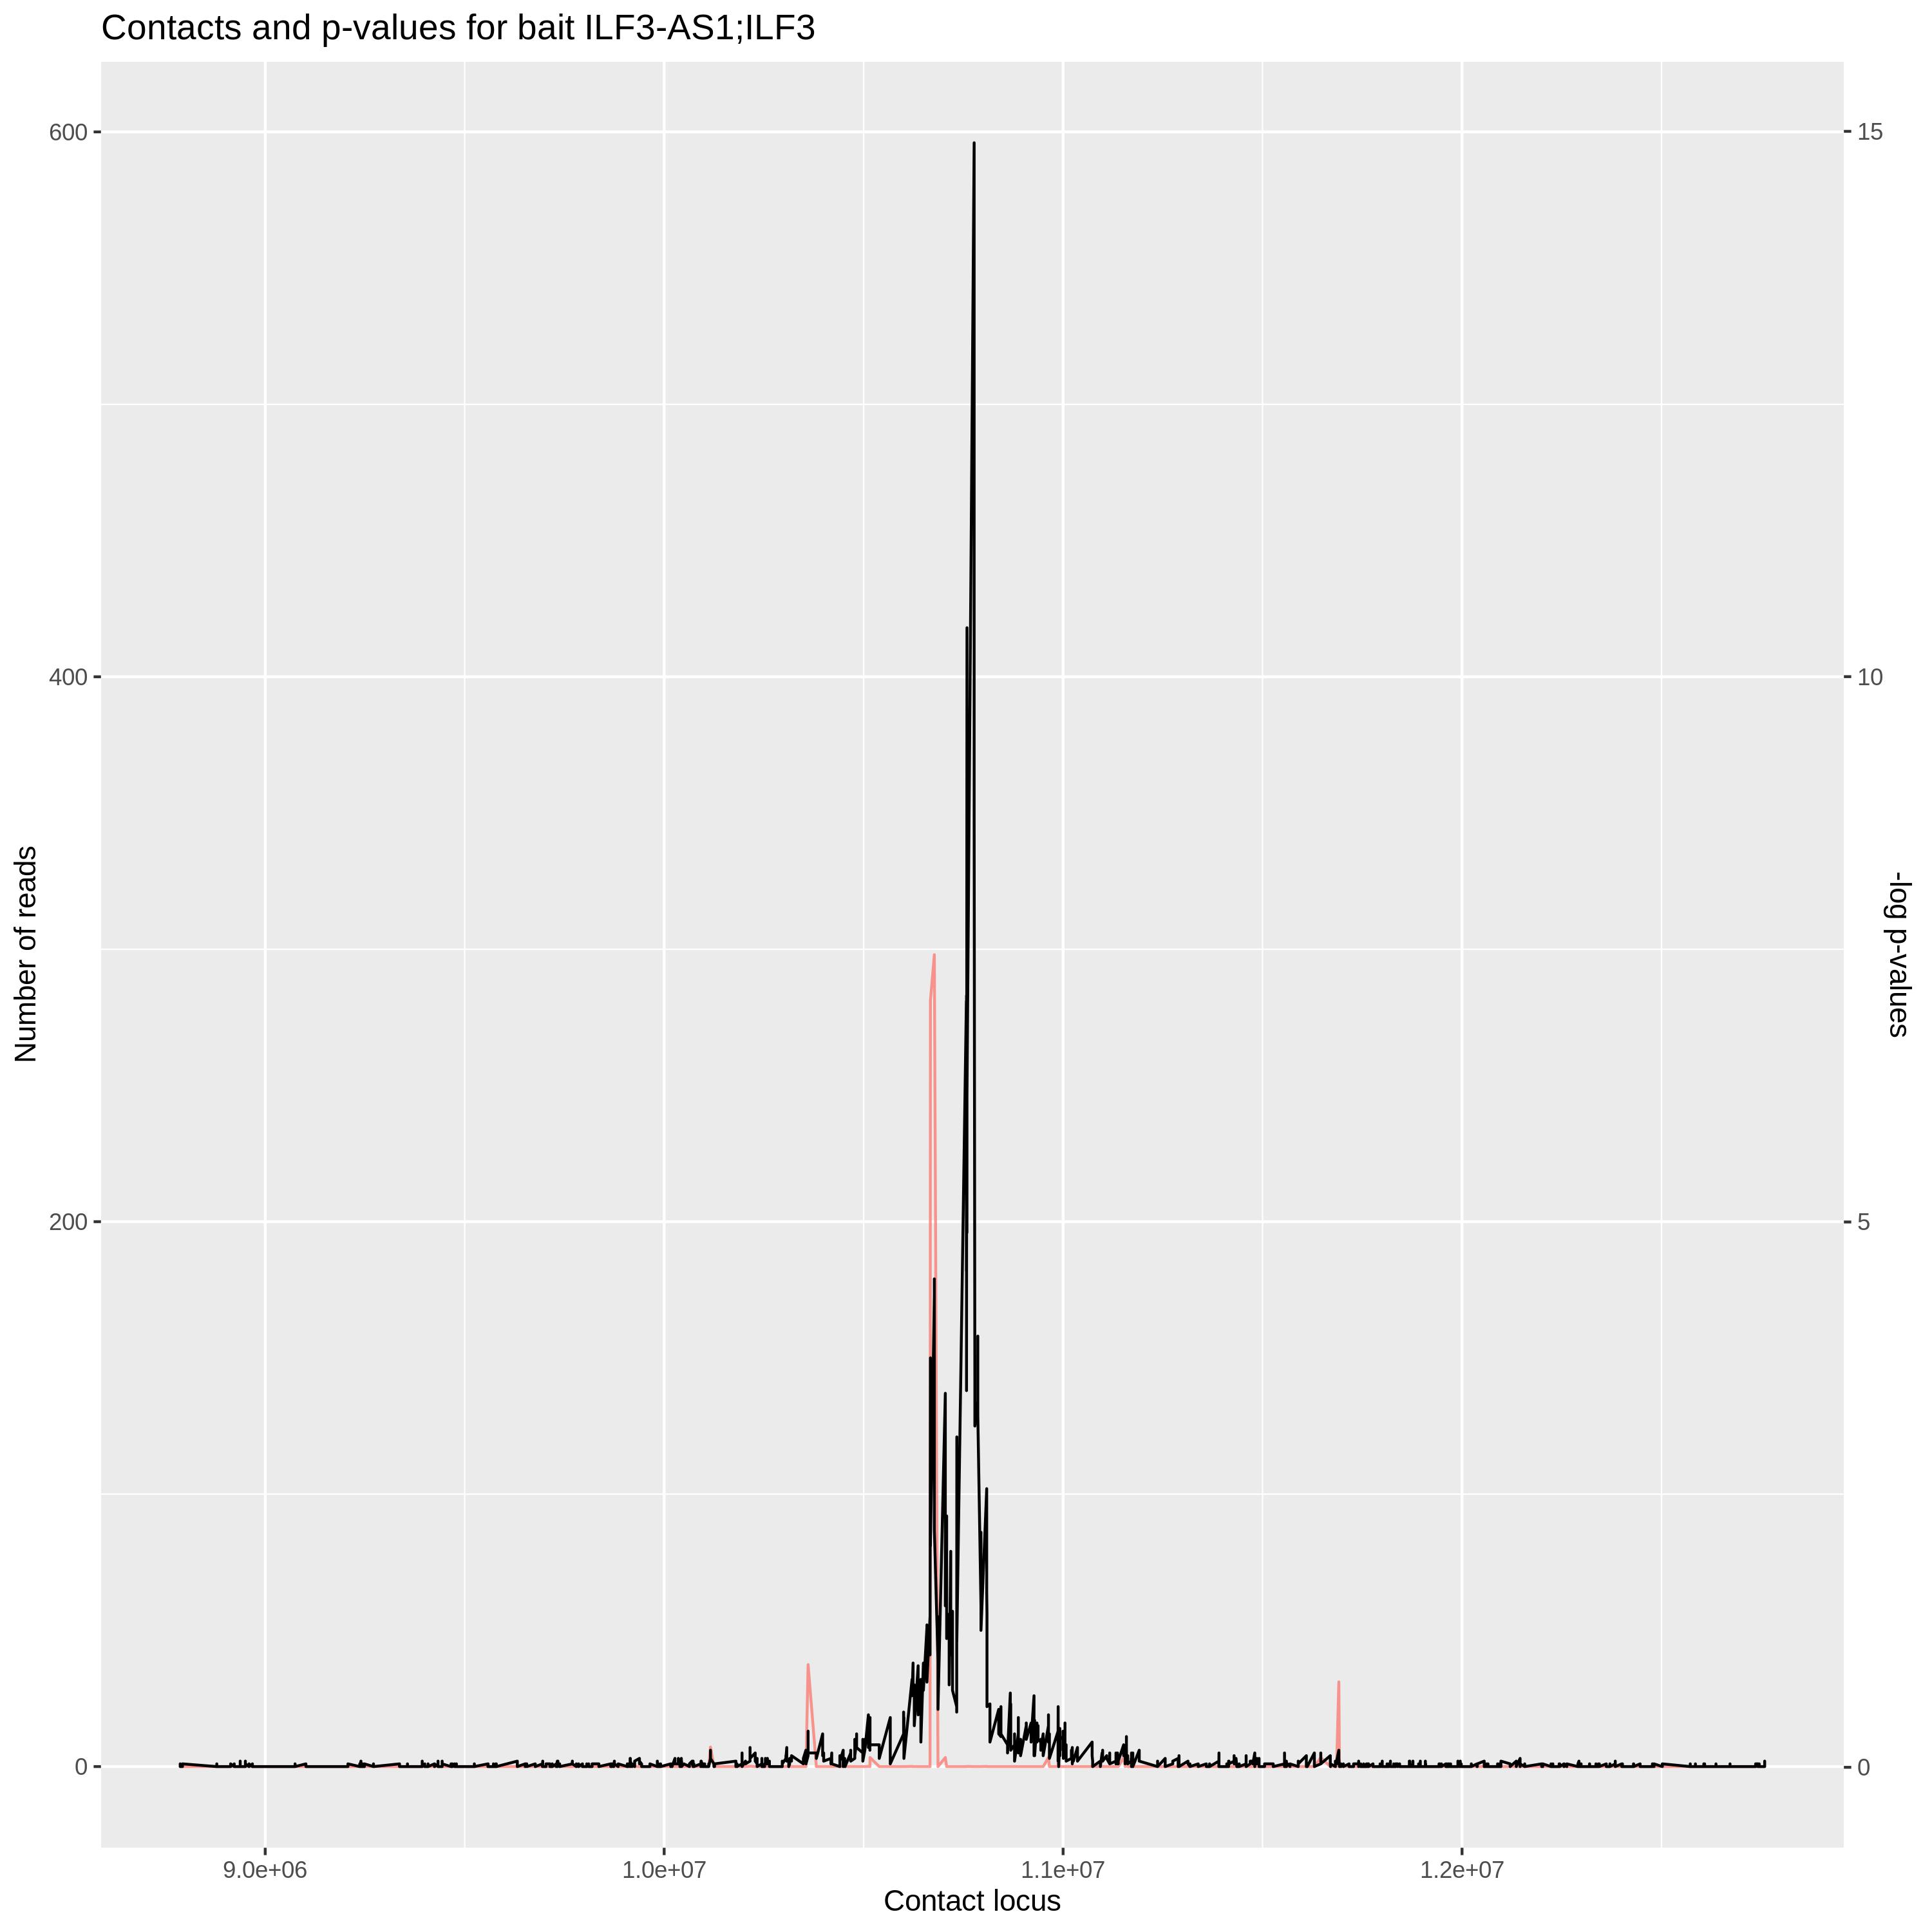 Contacts and p-values for bait ILF3-AS1;ILF3
600
400
200
0
15
10
5
0
Number of reads
-log p-values
9.0e+06 1.0e+07 1.1e+07 1.2e+07
Contact locus